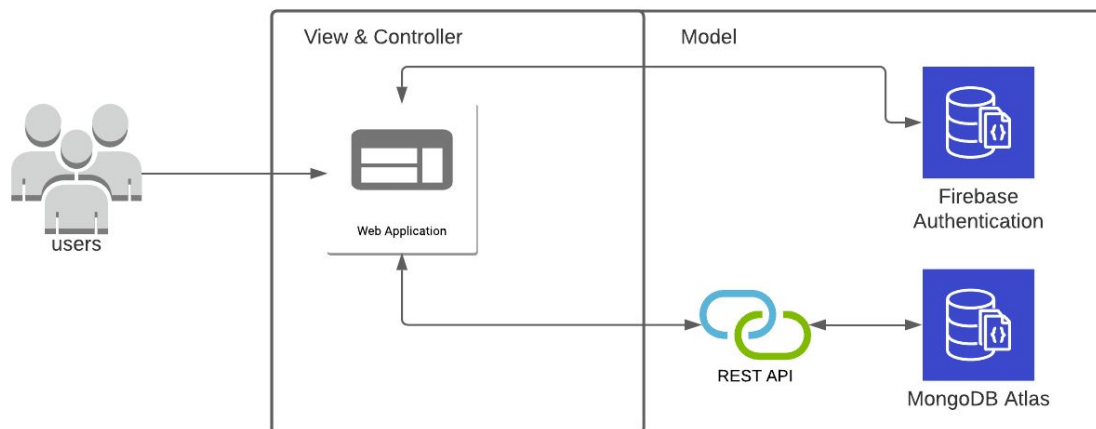 View & Controller
Model
users
Web Application
Firebase
Authentication
REST API
MongoDB Atlas